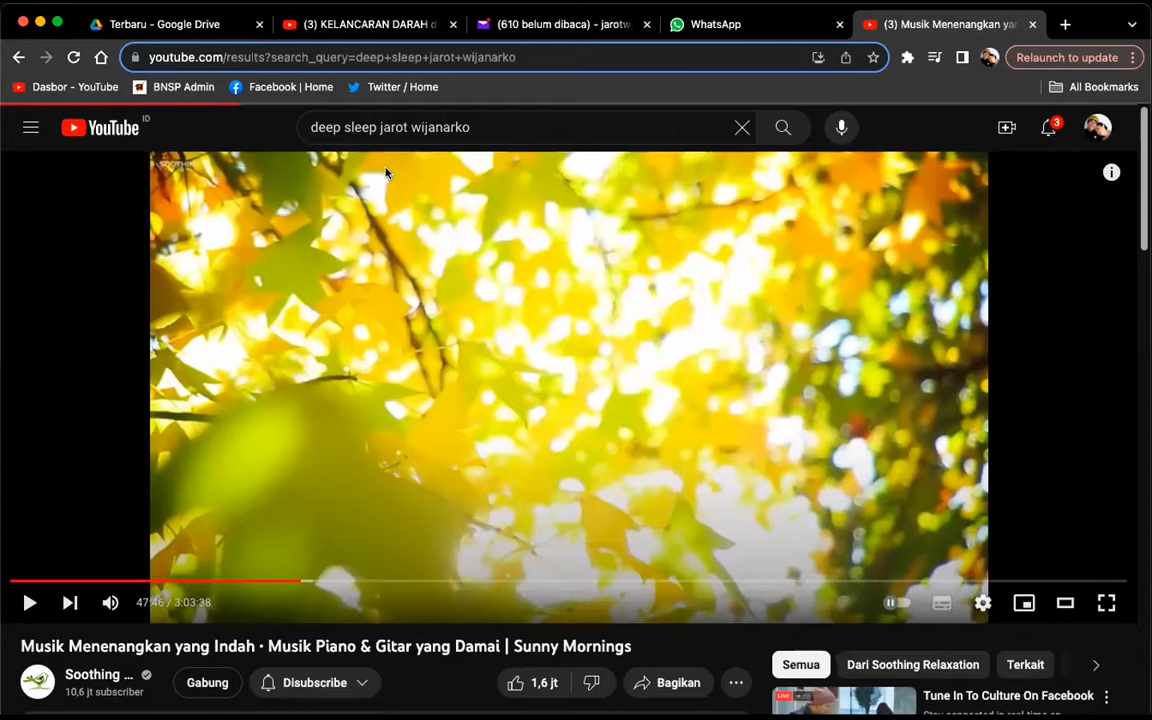 Terbaru - Google Drive
(3) KELANCARAN DARAH d
(610 belum dibaca) - jarotw
WhatsApp
(3) Musik Menenangkan ya
youtube.com/results?search_query=deep+sleep+jarot+wijanarko
Relaunch to update
Dasbor - YouTube
BNSP Admin
Facebook | Home
Twitter / Home
All Bookmarks
YouTube ID
deep sleep jarot wijanarko
3
47:46 / 3:03:38
Musik Menenangkan yang Indah • Musik Piano & Gitar yang Damai | Sunny Mornings
Soothing ...
10,6 jt subscriber
Gabung
Disubscribe
1,6 jt
Bagikan
Semua
Dari Soothing Relaxation
Terkait
LIVE
Tune In To Culture On Facebook